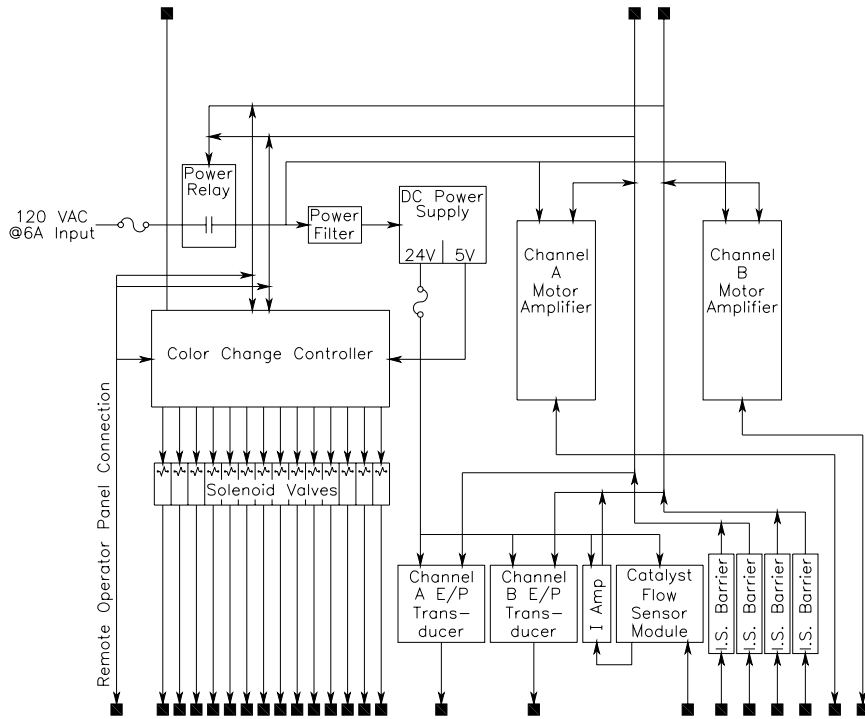 Power
Relay
120 VAC
@6A Input
Power
Filter
DC Power
Supply
24V
5V
Channel
A
Motor
Amplifier
Channel
B
Motor
Amplifier
Color Change Controller
Remote Operator Panel Connection
Solenoid Valves
Channel
A E/P
Trans-
ducer
Channel
B E/P
Trans-
ducer
I Amp
Catalyst
Flow
Sensor
Module
I.S. Barrier
I.S. Barrier
I.S. Barrier
I.S. Barrier